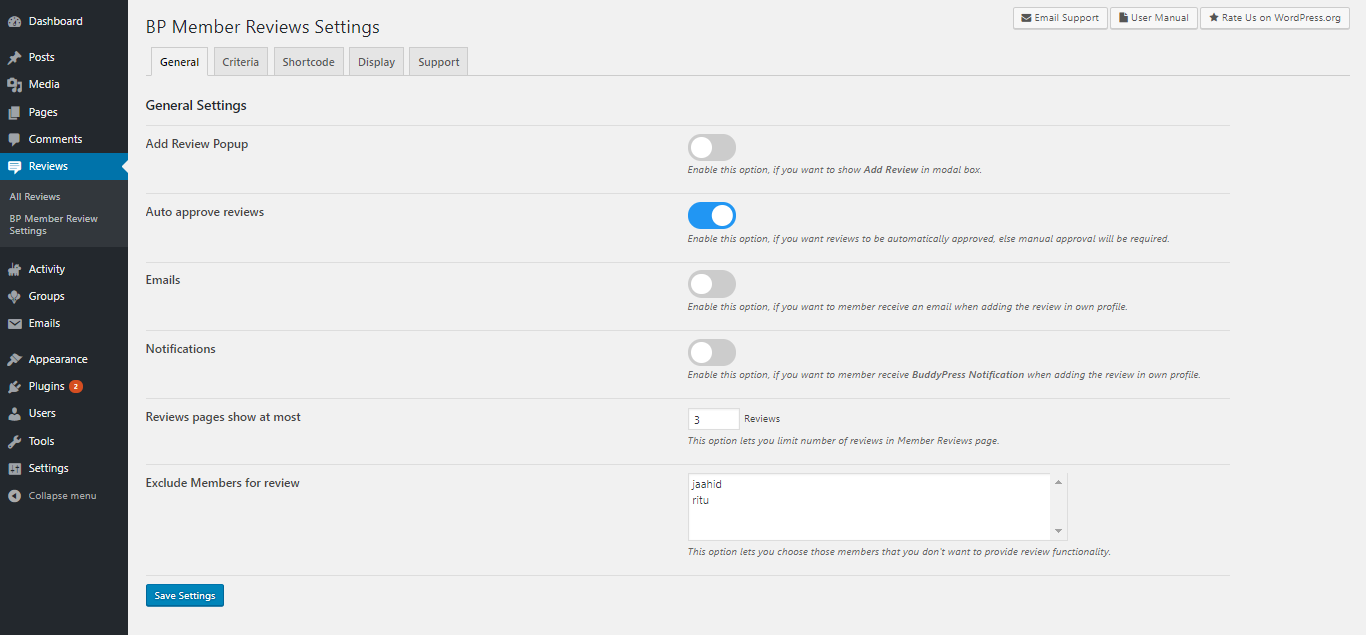 Dashboard
Posts
Media
Pages
Comments
Reviews
All Reviews
BP Member Review
Settings
Activity
Groups
Emails
Appearance
Plugins 2
Users
Tools
Settings
Collapse menu
BP Member Reviews Settings
Email Support
User Manual
Rate Us on WordPress.org
General
Criteria
Shortcode
Display
Support
General Settings
Add Review Popup
Enable this option, if you want to show Add Review in modal box.
Auto approve reviews
Enable this option, if you want reviews to be automatically approved, else manual approval will be required.
Emails
Enable this option, if you want to member receive an email when adding the review in own profile.
Notifications
Enable this option, if you want to member receive BuddyPress Notification when adding the review in own profile.
Reviews pages show at most
3 Reviews
This option lets you limit number of reviews in Member Reviews page.
Exclude Members for review
jaahid
ritu
This option lets you choose those members that you don't want to provide review functionality.
Save Settings